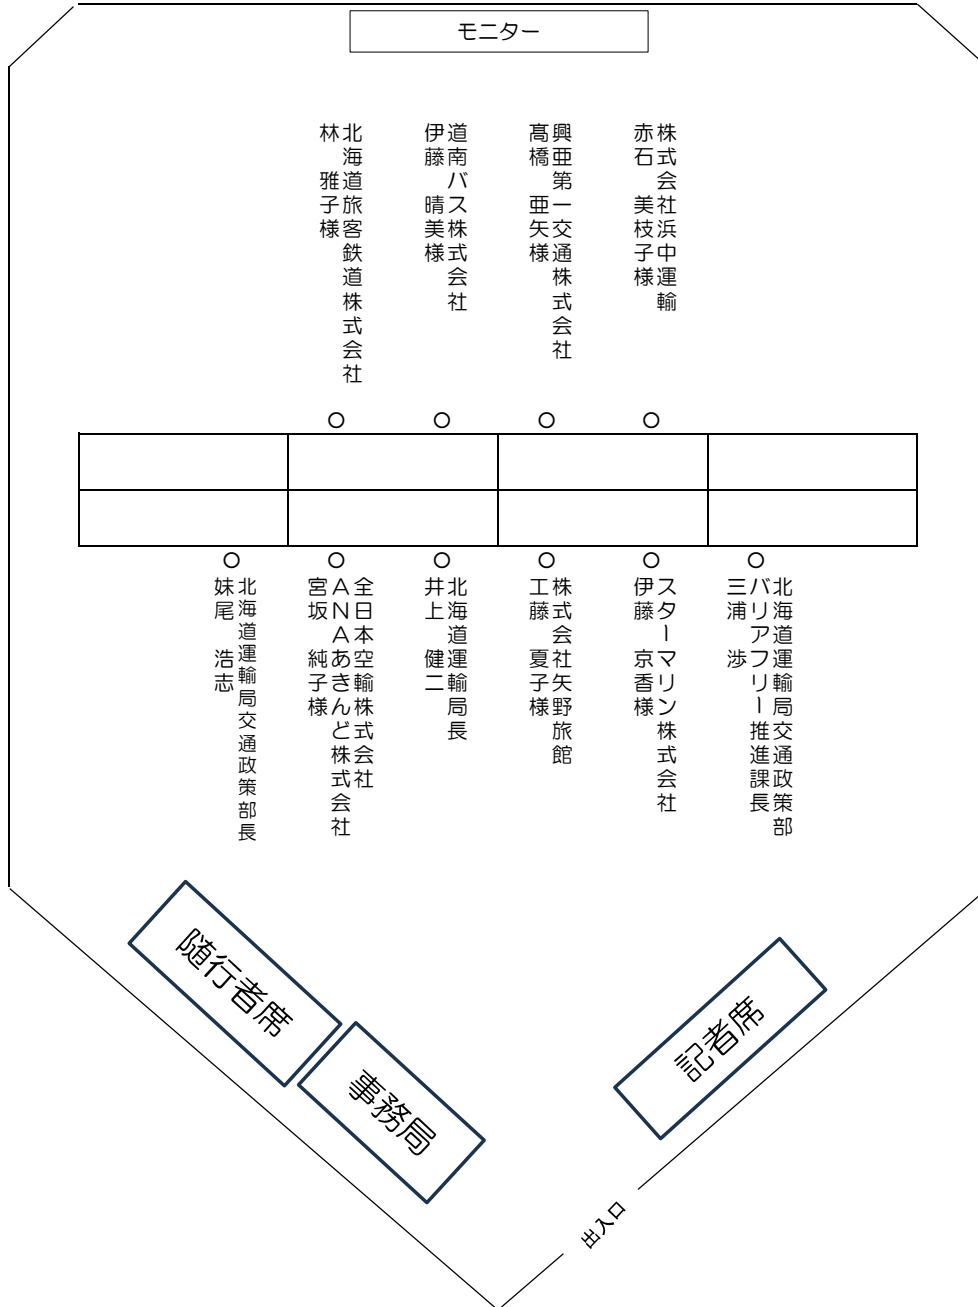 モニター
株式会社浜中運輸
赤石 美枝子様
興亜第一交通株式会社
髙橋 亜矢様
道南バス株式会社
伊藤 晴美様
北海道旅客鉄道株式会社
林 雅子様
北海道運輸局交通政策部
バリアフリー推進課長
三浦 渉
スターマリン株式会社
伊藤 京香様
株式会社矢野旅館
工藤 夏子様
北海道運輸局長
井上 健二
全日本空輸株式会社
ANAあきんど株式会社
宮坂 純子様
北海道運輸局交通政策部長
妹尾 浩志
随行者席
事務局
記者席
出入口